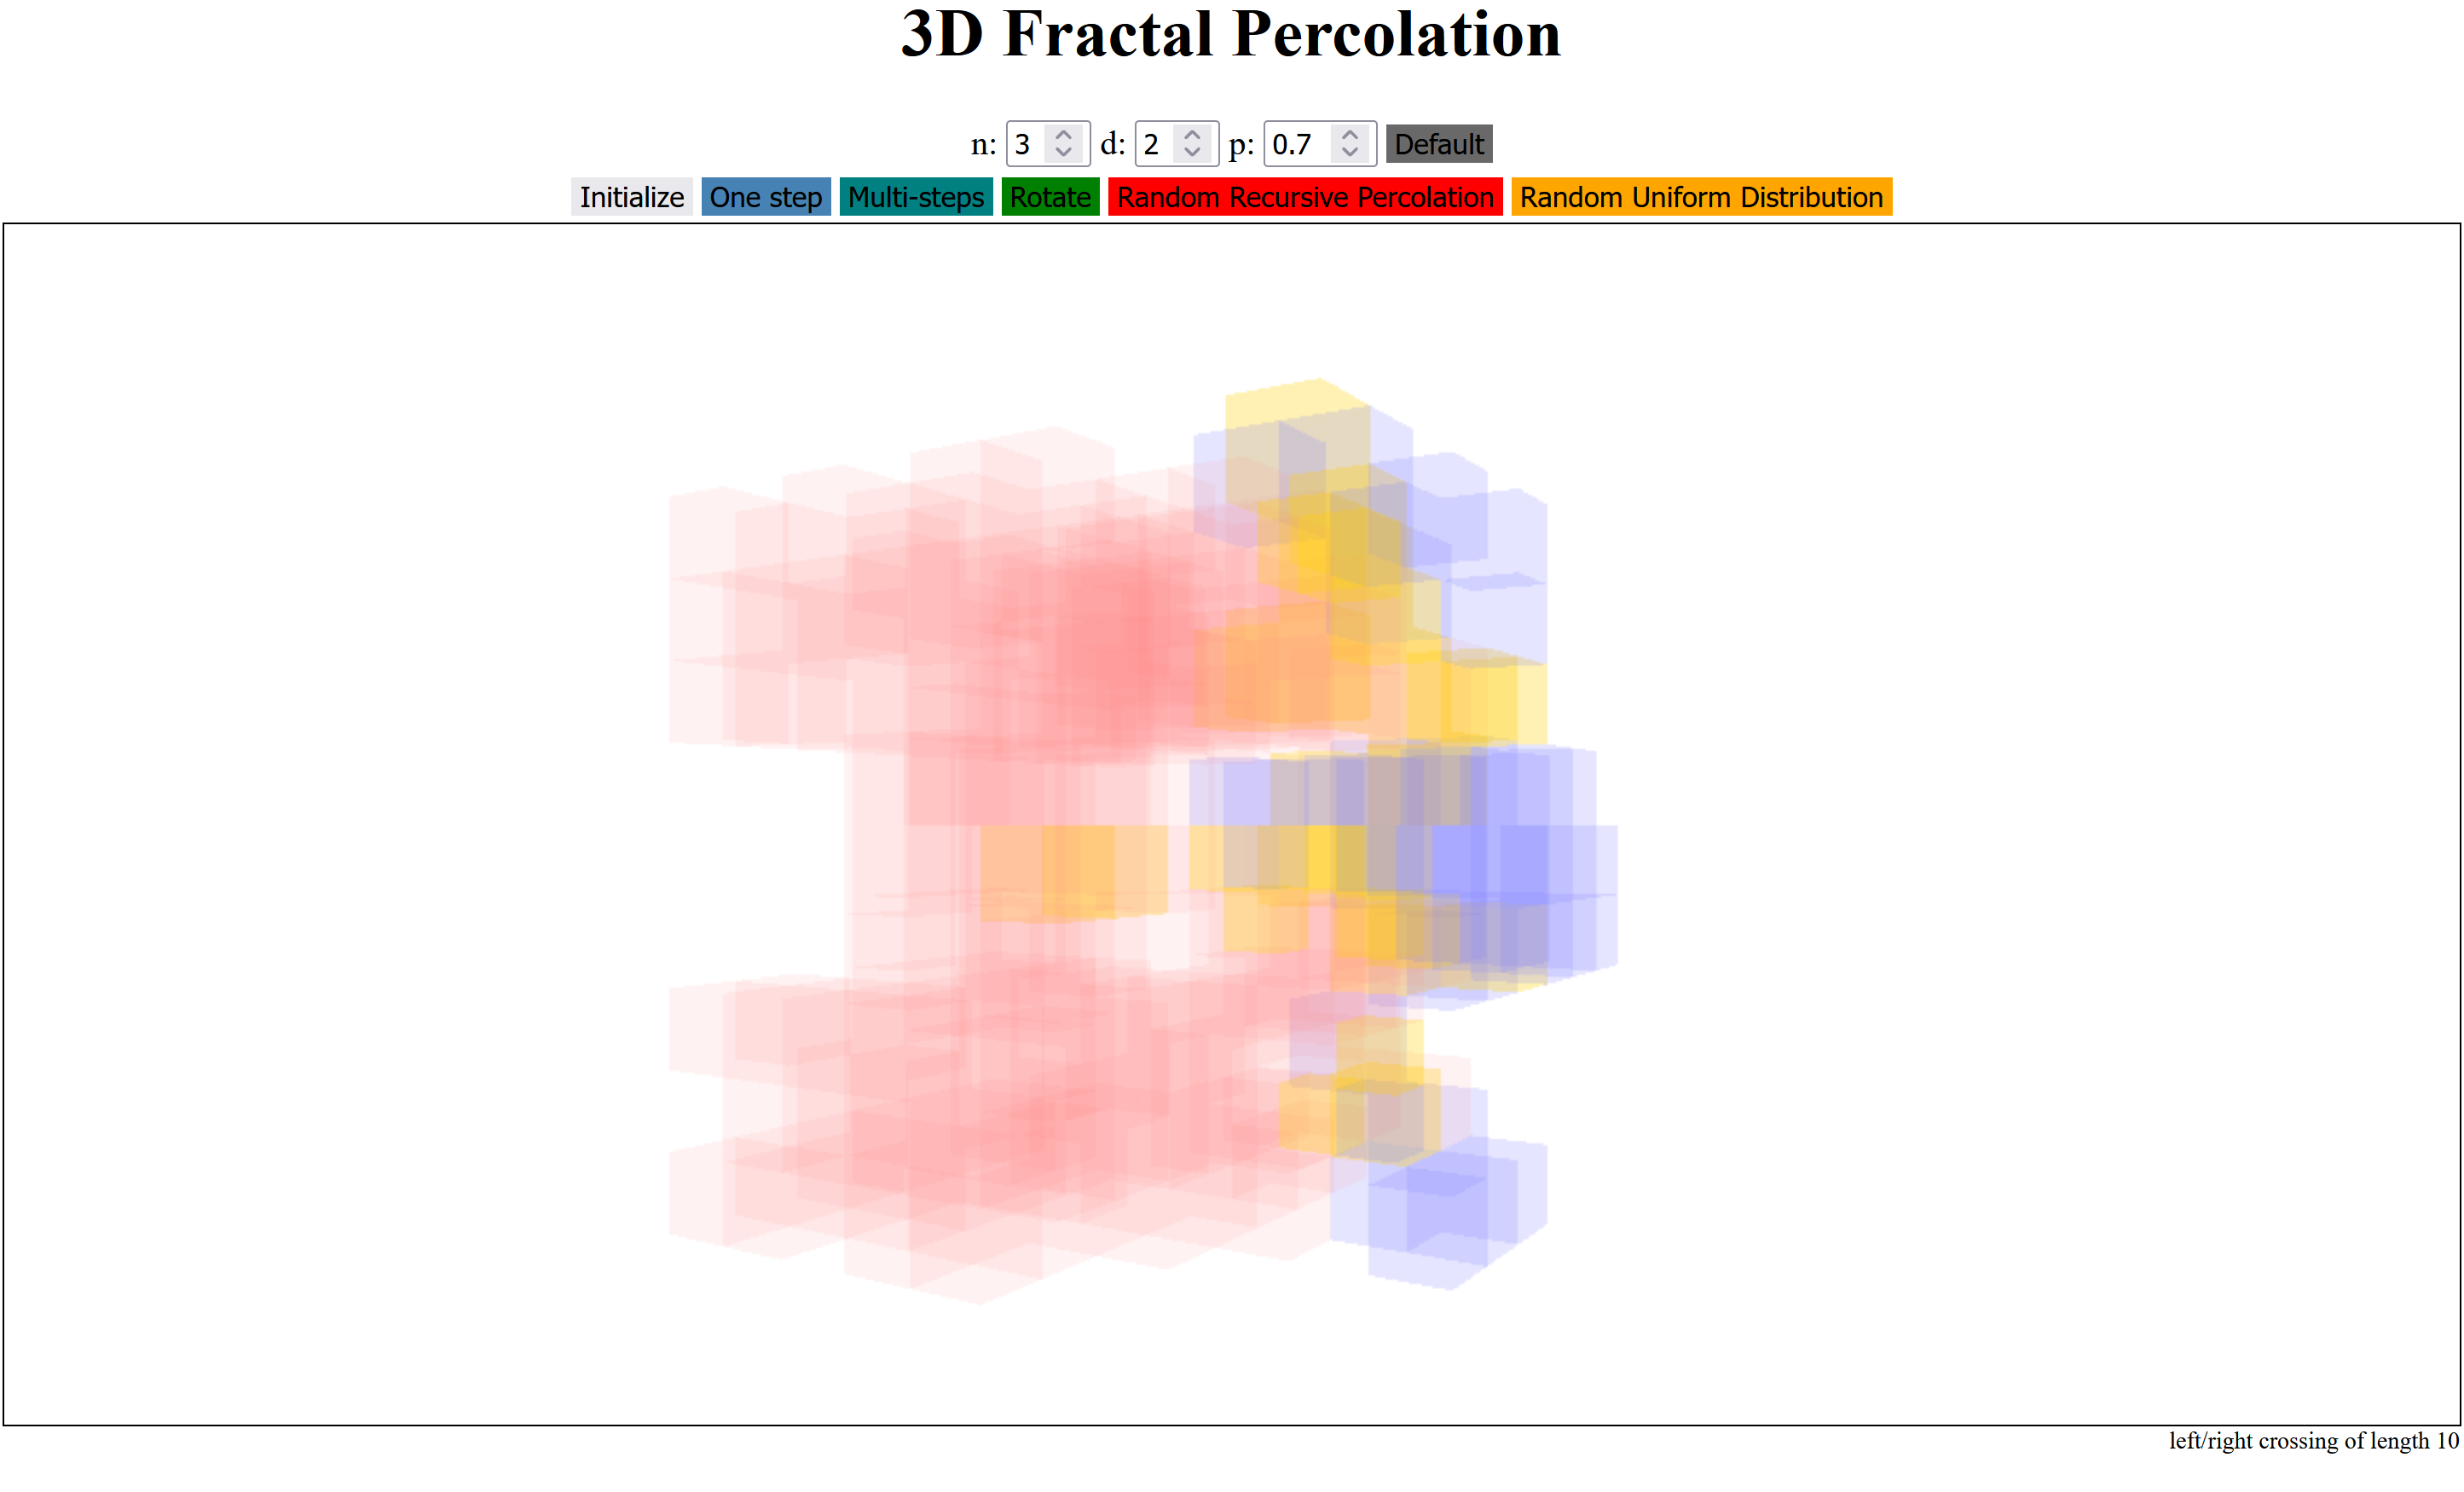 3D Fractal Percolation
n: 3 d: 2 p: 0.7 Default
Initialize One step Multi-steps Rotate Random Recursive Percolation Random Uniform Distribution
left/right crossing of length 10